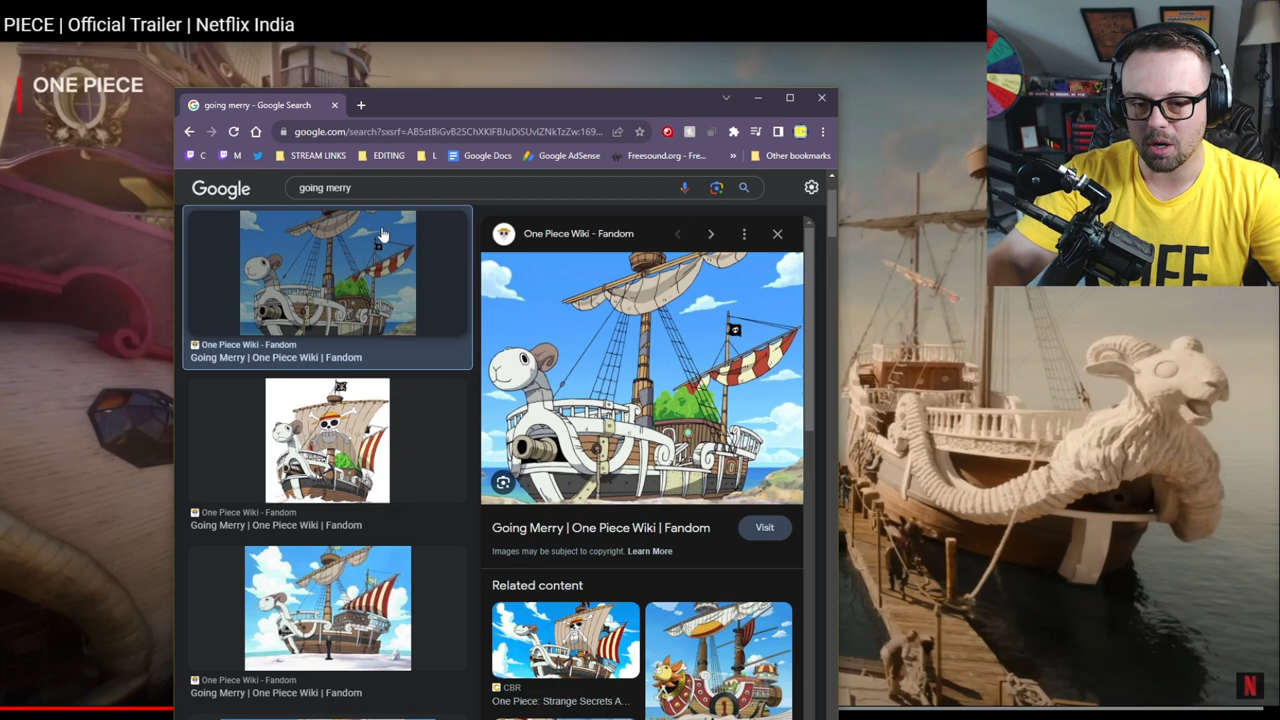 PIECE | Official Trailer | Netflix India
ONE PIECE
going merry - Google Search
google.com/search?sxsrf=AB5stBiGvB25ChXKIFBJuDiSUvIZNkTzZw:169...
C
M
STREAM LINKS
EDITING
L
Google Docs
Google AdSense
Freesound.org - Fre...
»
Other bookmarks
Google
going merry
One Piece Wiki - Fandom
Going Merry | One Piece Wiki | Fandom
One Piece Wiki - Fandom
Going Merry | One Piece Wiki | Fandom
One Piece Wiki - Fandom
Going Merry | One Piece Wiki | Fandom
One Piece Wiki - Fandom
Going Merry | One Piece Wiki | Fandom
Visit
Images may be subject to copyright. Learn More
Related content
CBR
One Piece: Strange Secrets A...
1
N